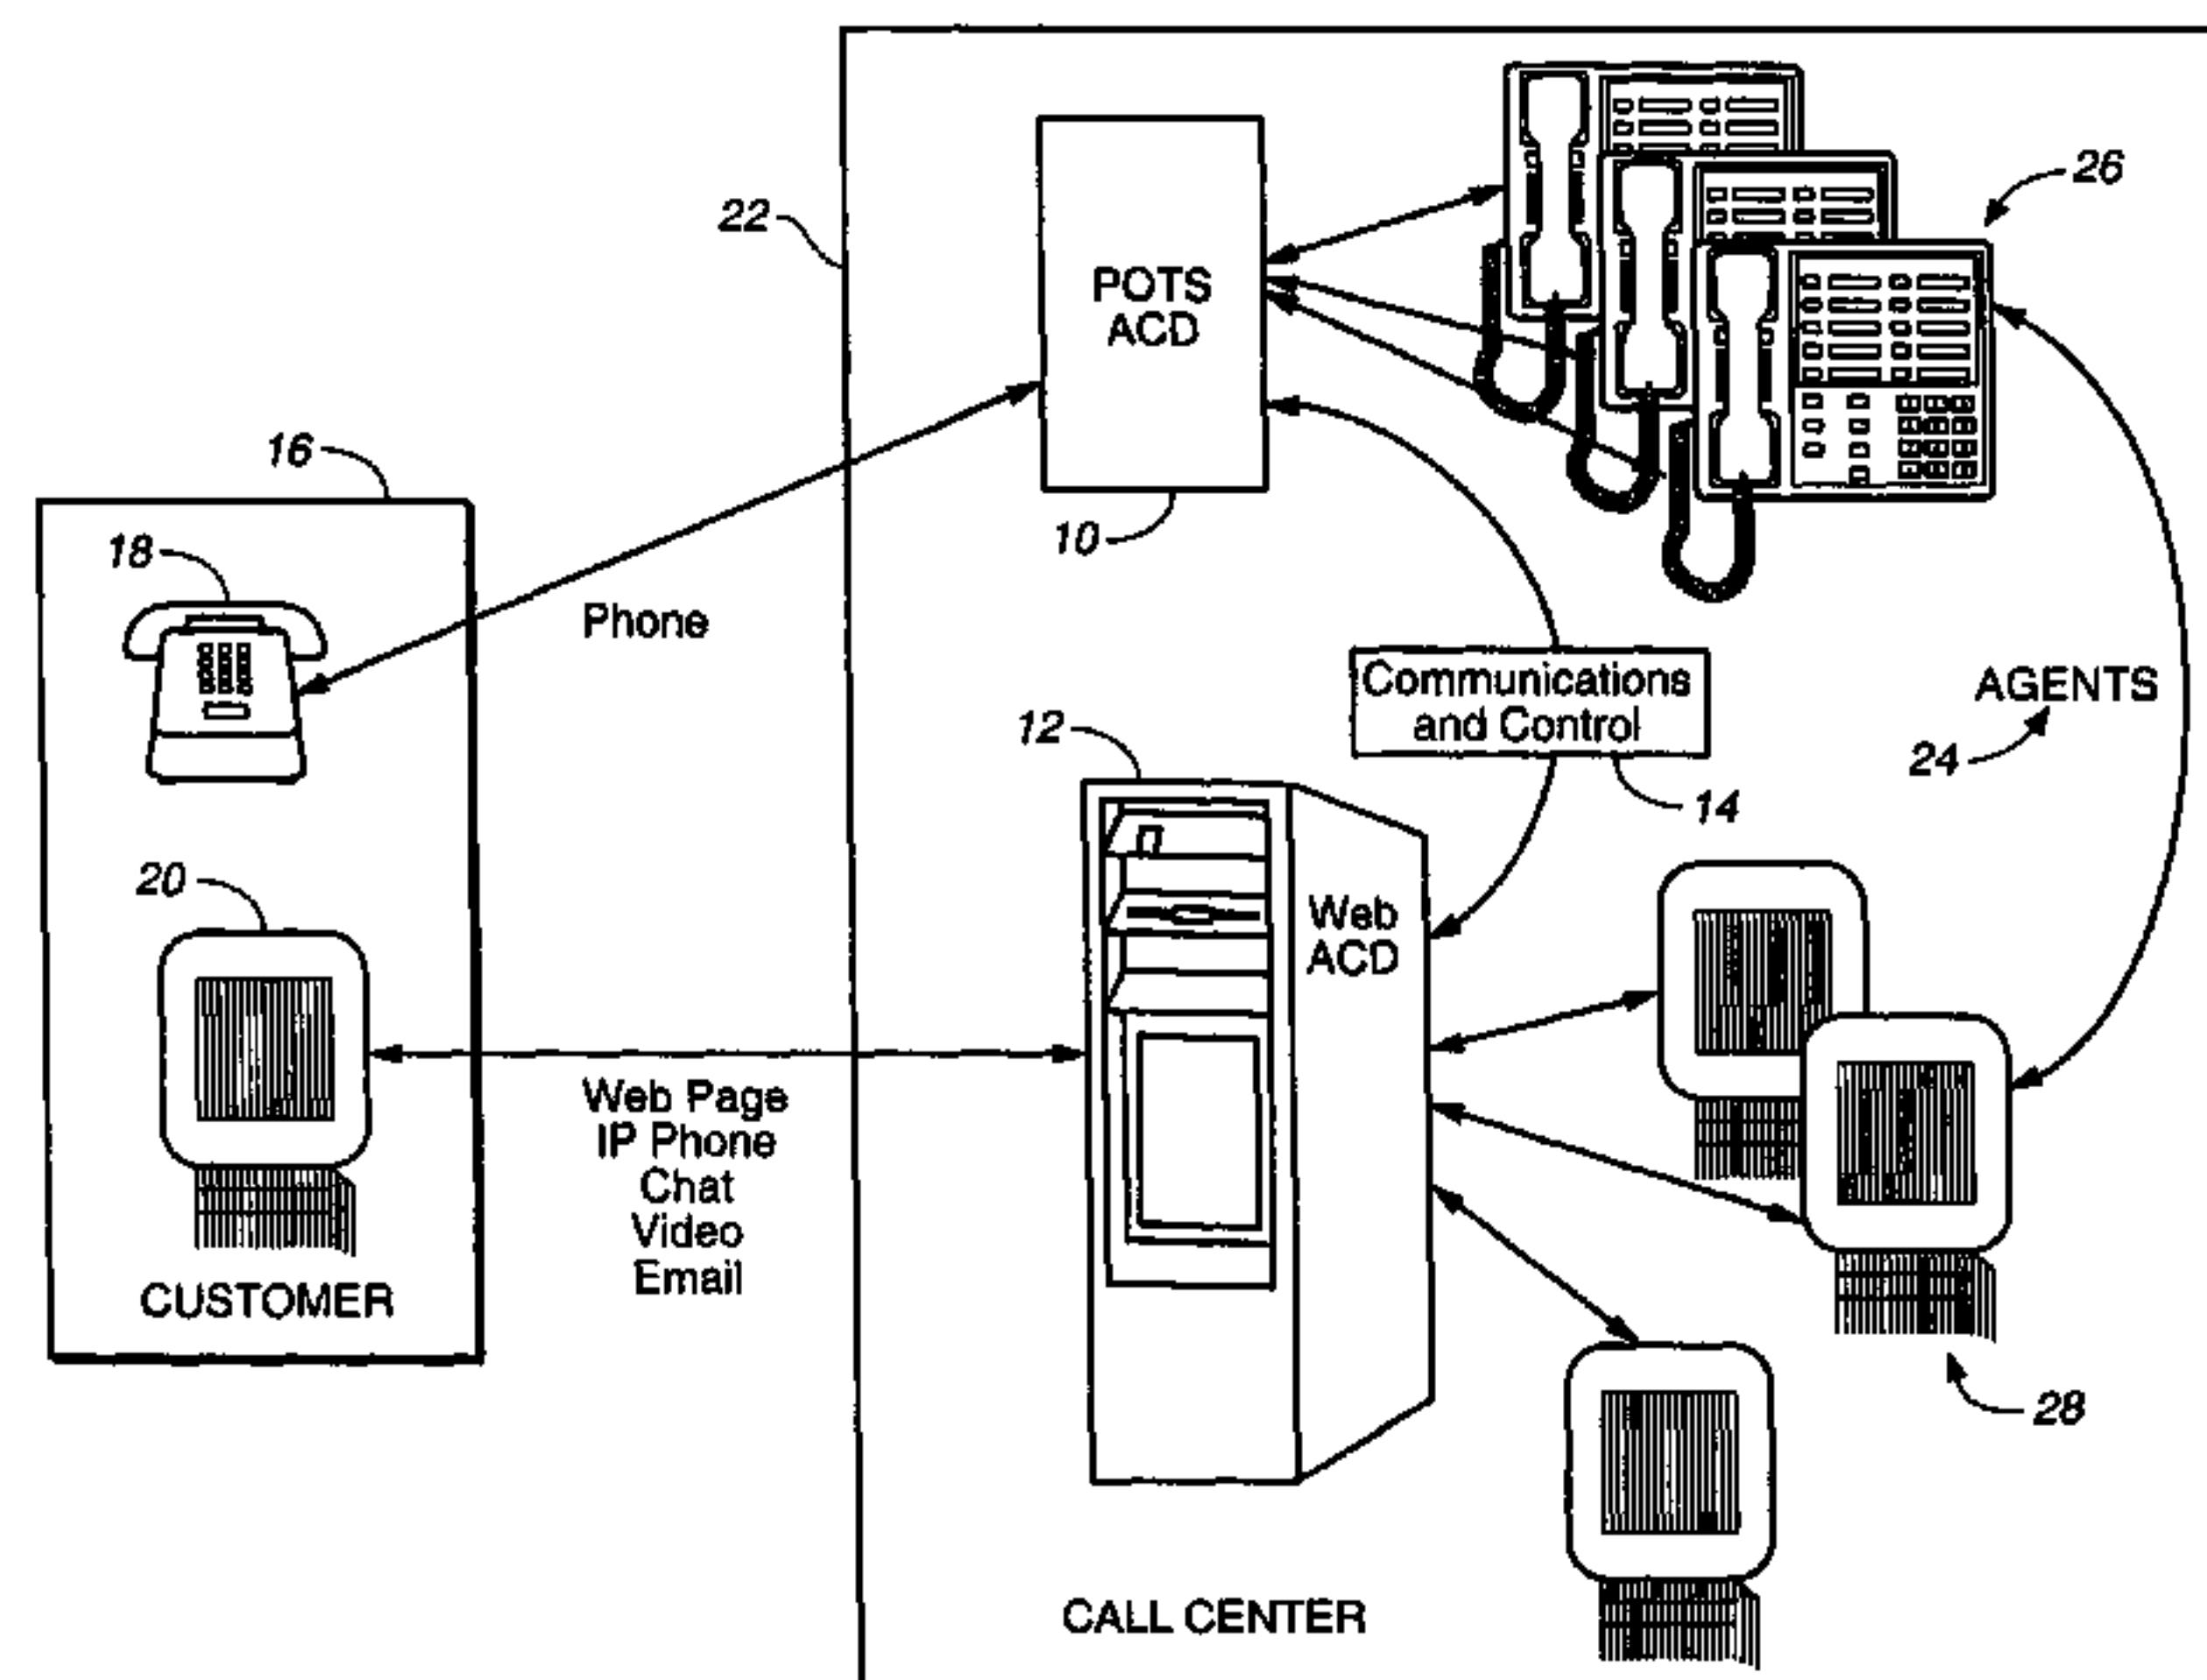 22
POTS
ACD
10
26
16
18
Phone
Communications
and Control
14
AGENTS
24
12
Web
ACD
20
Web Page
IP Phone
Chat
Video
Email
CUSTOMER
28
CALL CENTER